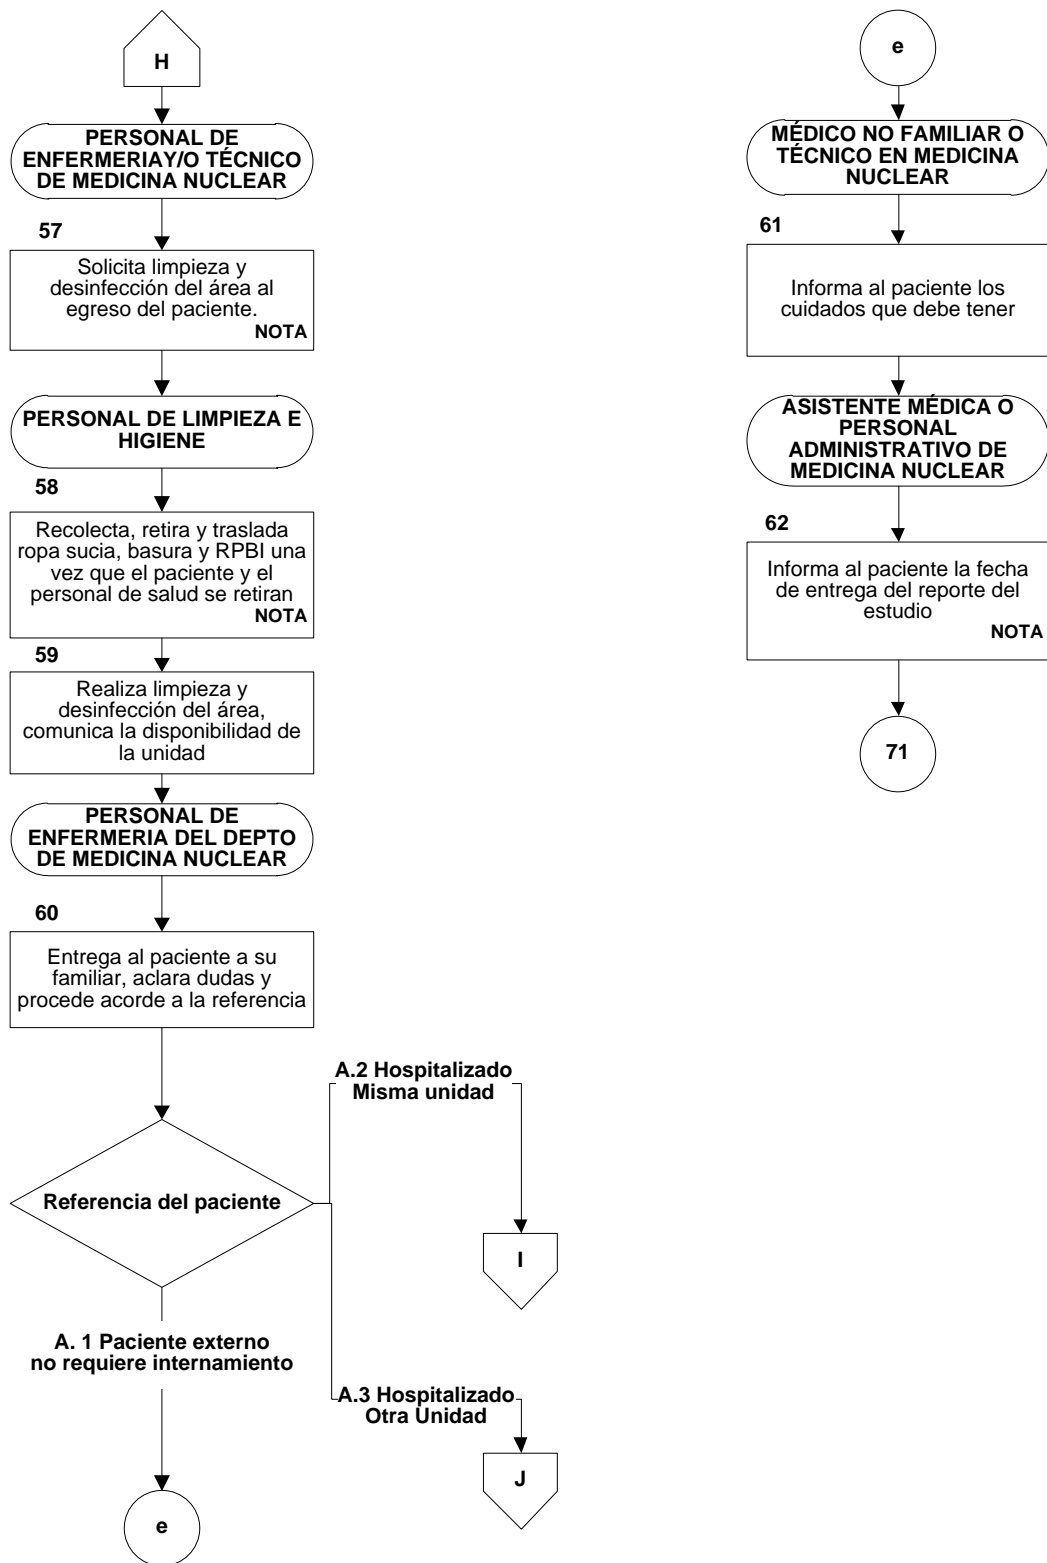 H
PERSONAL DE
ENFERMERIAY/O TÉCNICO
DE MEDICINA NUCLEAR
57
Solicita limpieza y
desinfección del área al
egreso del paciente.
NOTA
PERSONAL DE LIMPIEZA E
HIGIENE
58
Recolecta, retira y traslada
ropa sucia, basura y RPBI una
vez que el paciente y el
personal de salud se retiran
NOTA
59
Realiza limpieza y
desinfección del área,
comunica la disponibilidad de
la unidad
PERSONAL DE
ENFERMERIA DEL DEPTO
DE MEDICINA NUCLEAR
60
Entrega al paciente a su
familiar, aclara dudas y
procede acorde a la referencia
Referencia del paciente
A.2 Hospitalizado
Misma unidad
I
A. 1 Paciente externo
no requiere internamiento
A.3 Hospitalizado
Otra Unidad
J
e
e
MÉDICO NO FAMILIAR O
TÉCNICO EN MEDICINA
NUCLEAR
61
Informa al paciente los
cuidados que debe tener
ASISTENTE MÉDICA O
PERSONAL
ADMINISTRATIVO DE
MEDICINA NUCLEAR
62
Informa al paciente la fecha
de entrega del reporte del
estudio
NOTA
71